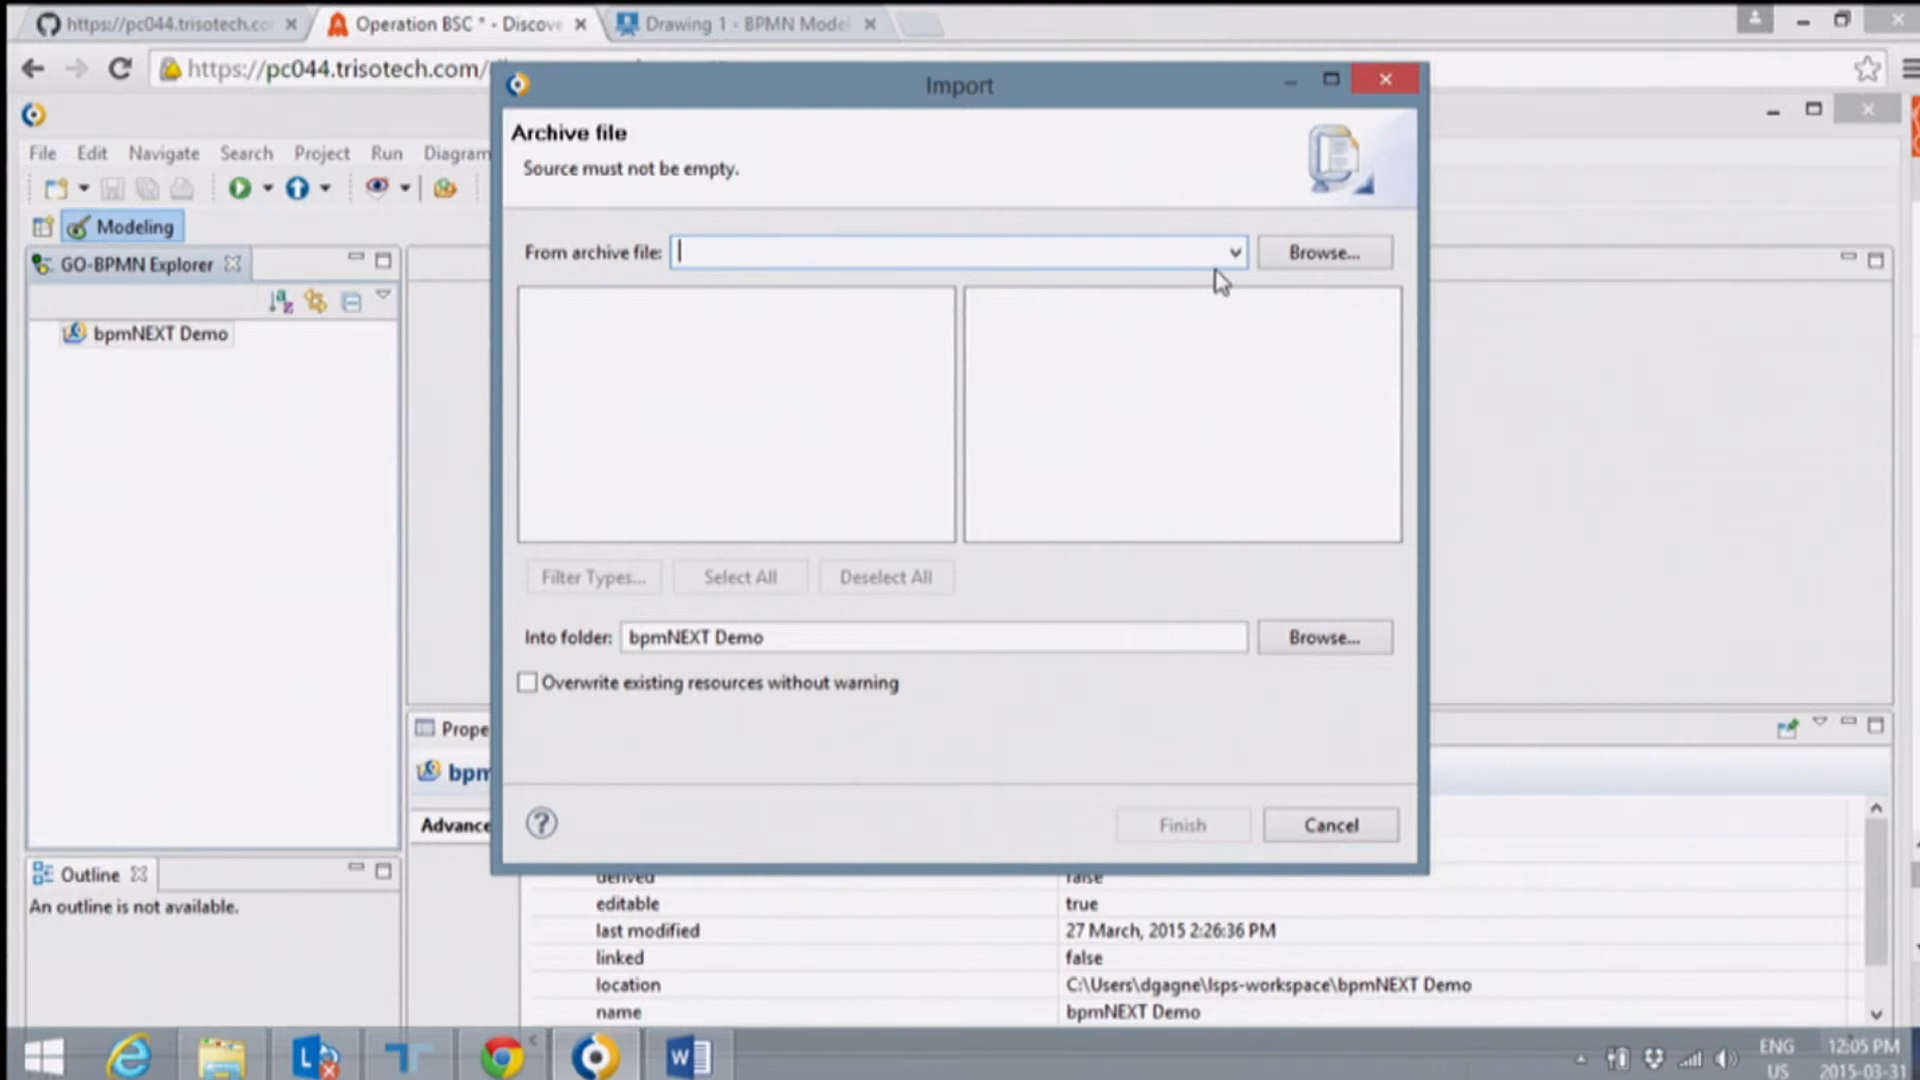 https://pc044.trisotech.co
Operation BSC * - Discove
Drawing 1 - BPMN Model
https://pc044.trisotech.com/
Import
Archive file
Source must not be empty.
File Edit Navigate Search Project Run Diagram
Modeling
From archive file:
Browse...
GO-BPMN Explorer
bpmNEXT Demo
Filter Types...
Select All
Deselect All
Into folder: bpmNEXT Demo
Browse...
Overwrite existing resources without warning
Prope
bpm
Advance
Finish
Cancel
Outline
An outline is not available.
derived false
editable true
last modified 27 March, 2015 2:26:36 PM
linked false
location C:\Users\dgagne\lsps-workspace\bpmNEXT Demo
name bpmNEXT Demo
ENG
US
12:05 PM
2015-03-31